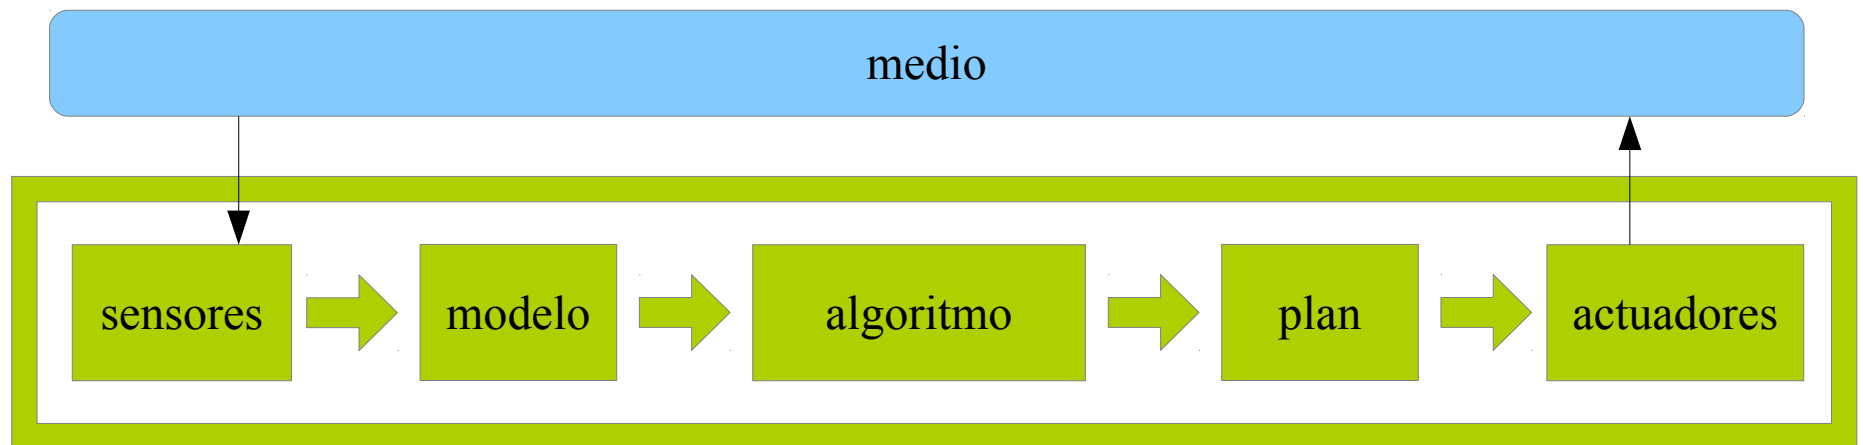 medio
sensores
modelo
algoritmo
plan
actuadores